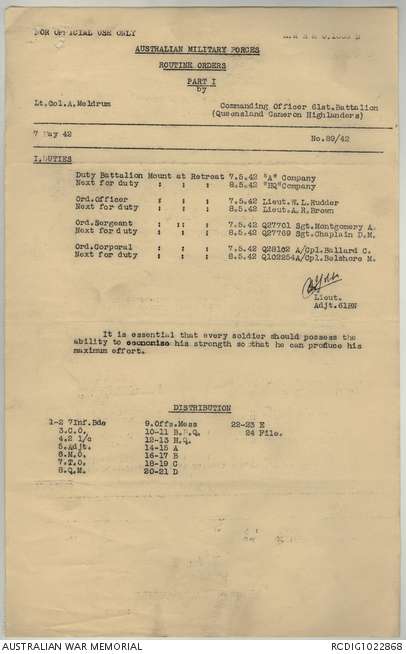 FOR OFFICIAL USE ONLY
AUSTRALIAN MILITARY FORCES
ROUTINE ORDERS
PART I
by
Lt.Col.A.Meldrum Commanding Officer 61st.Battalion
(Queensland Cameron Highlanders)
7 May 42 No.89/42
I.DUTIES
Duty Battalion Mount at Retreat 7.5.42 "A" Company
Next for duty : : : 8.5.42 "HQ"Company
Ord.Officer : : : 7.5.42 Lieut.W.L.Rudder
Next for duty : : : 8.5.42 Lieut.A.R.Brown
Ord.Sergeant : :: : 7.5.42 Q27701 Sgt.Montgomery A.
Next for duty : : : 8.5.42 Q27769 Sgt.Chaplain D.M.
Ord.Corporal : : : 7.5.42 Q28162 A/Cpl.Ballard C.
Next for duty : : : 8.5.42 Q102254A/Cpl.Belshore M.
Lieut.
Adjt.61BN
It is essential that every soldier should possess the
ability to economise his strength so that he can produce his
maximum effort.
DISTRIBUTION
1-2 7Inf.Bde 9.Offs.Mess 22-23 E
3.C.O. 10-11 B.H.Q. 24 File.
4.2 i/c 12-13 H.Q.
5.Adjt. 14-15 A
6.M.O. 16-17 B
7.T.O. 18-19 C
8.Q.M. 20-21 D
AUSTRALIAN WAR MEMORIAL RCDIG1022868